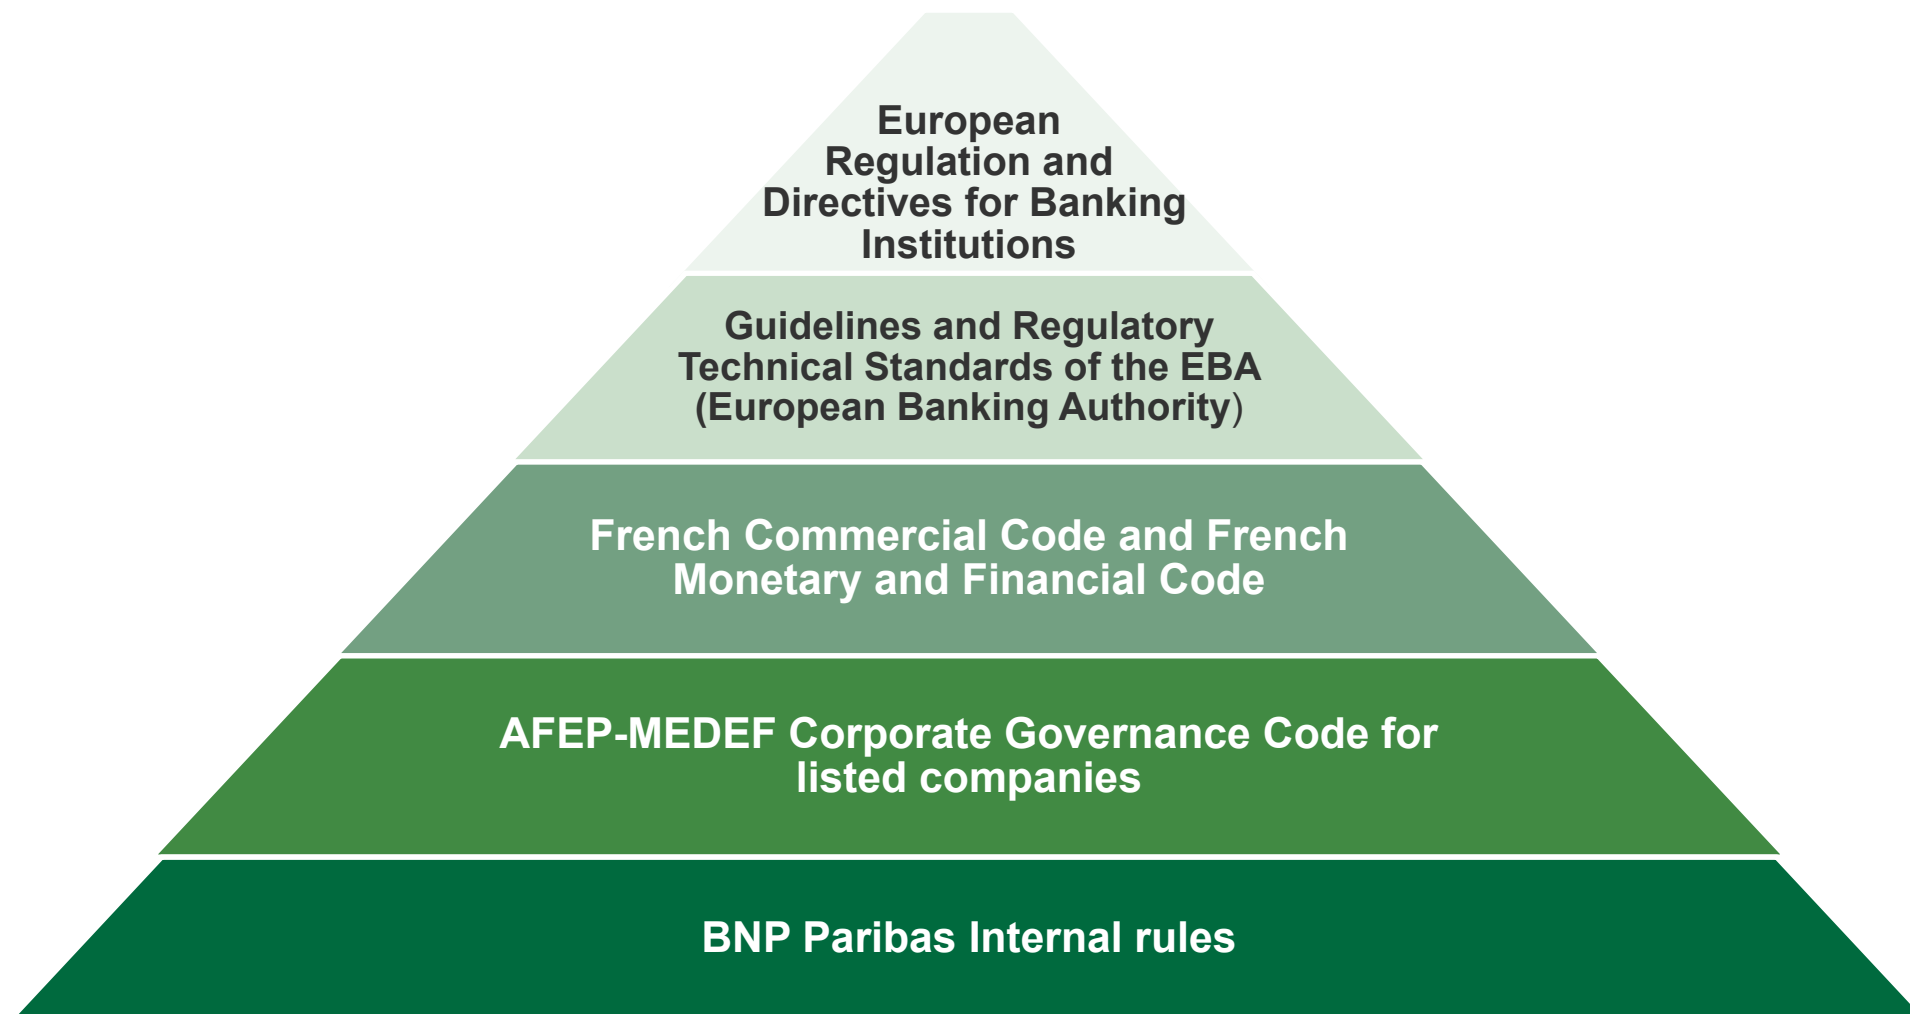 European
Regulation and
Directives for Banking
Institutions
Guidelines and Regulatory
Technical Standards of the EBA
(European Banking Authority)
French Commercial Code and French
Monetary and Financial Code
AFEP-MEDEF Corporate Governance Code for
listed companies
BNP Paribas Internal rules